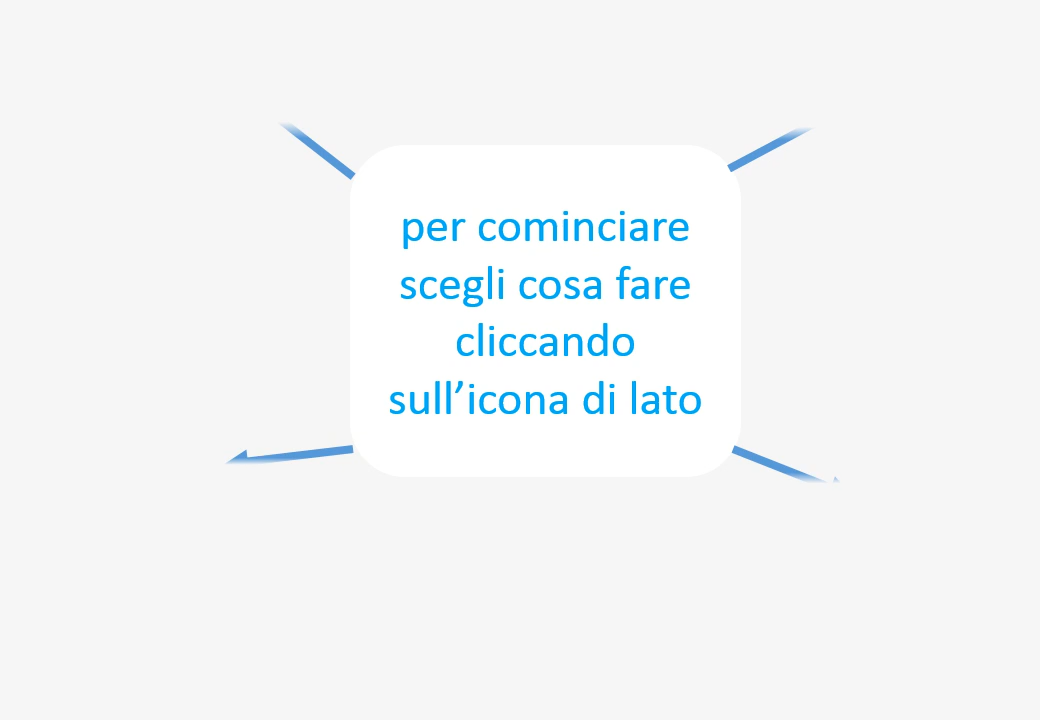 per cominciare
scegli cosa fare
cliccando
sull’icona di lato